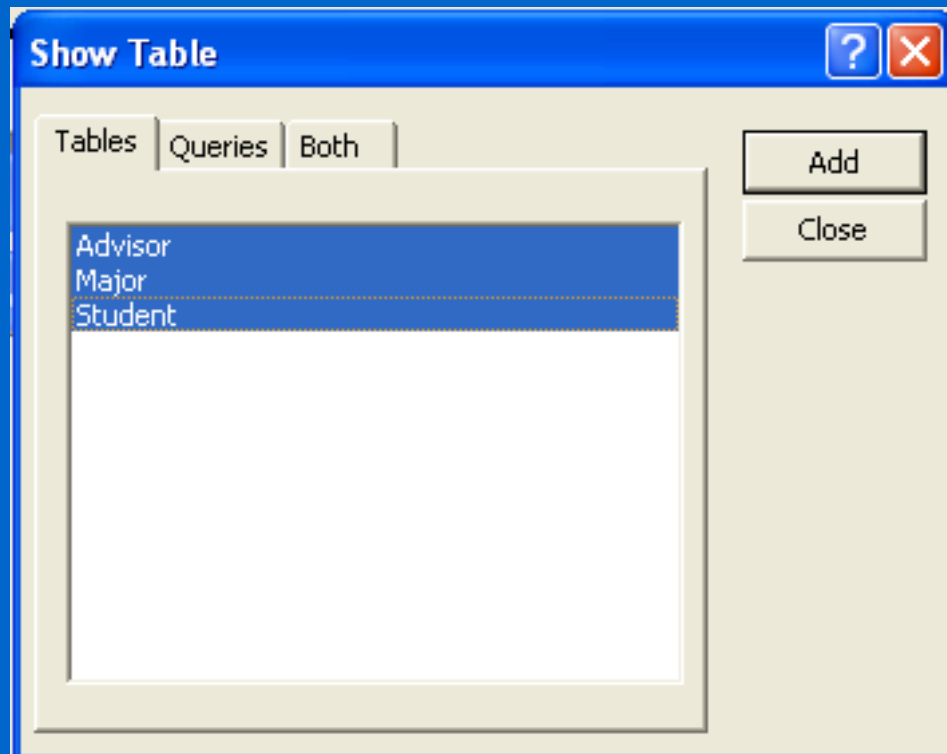 Show Table
Tables Queries Both
Add
Close
Advisor
Major
Student